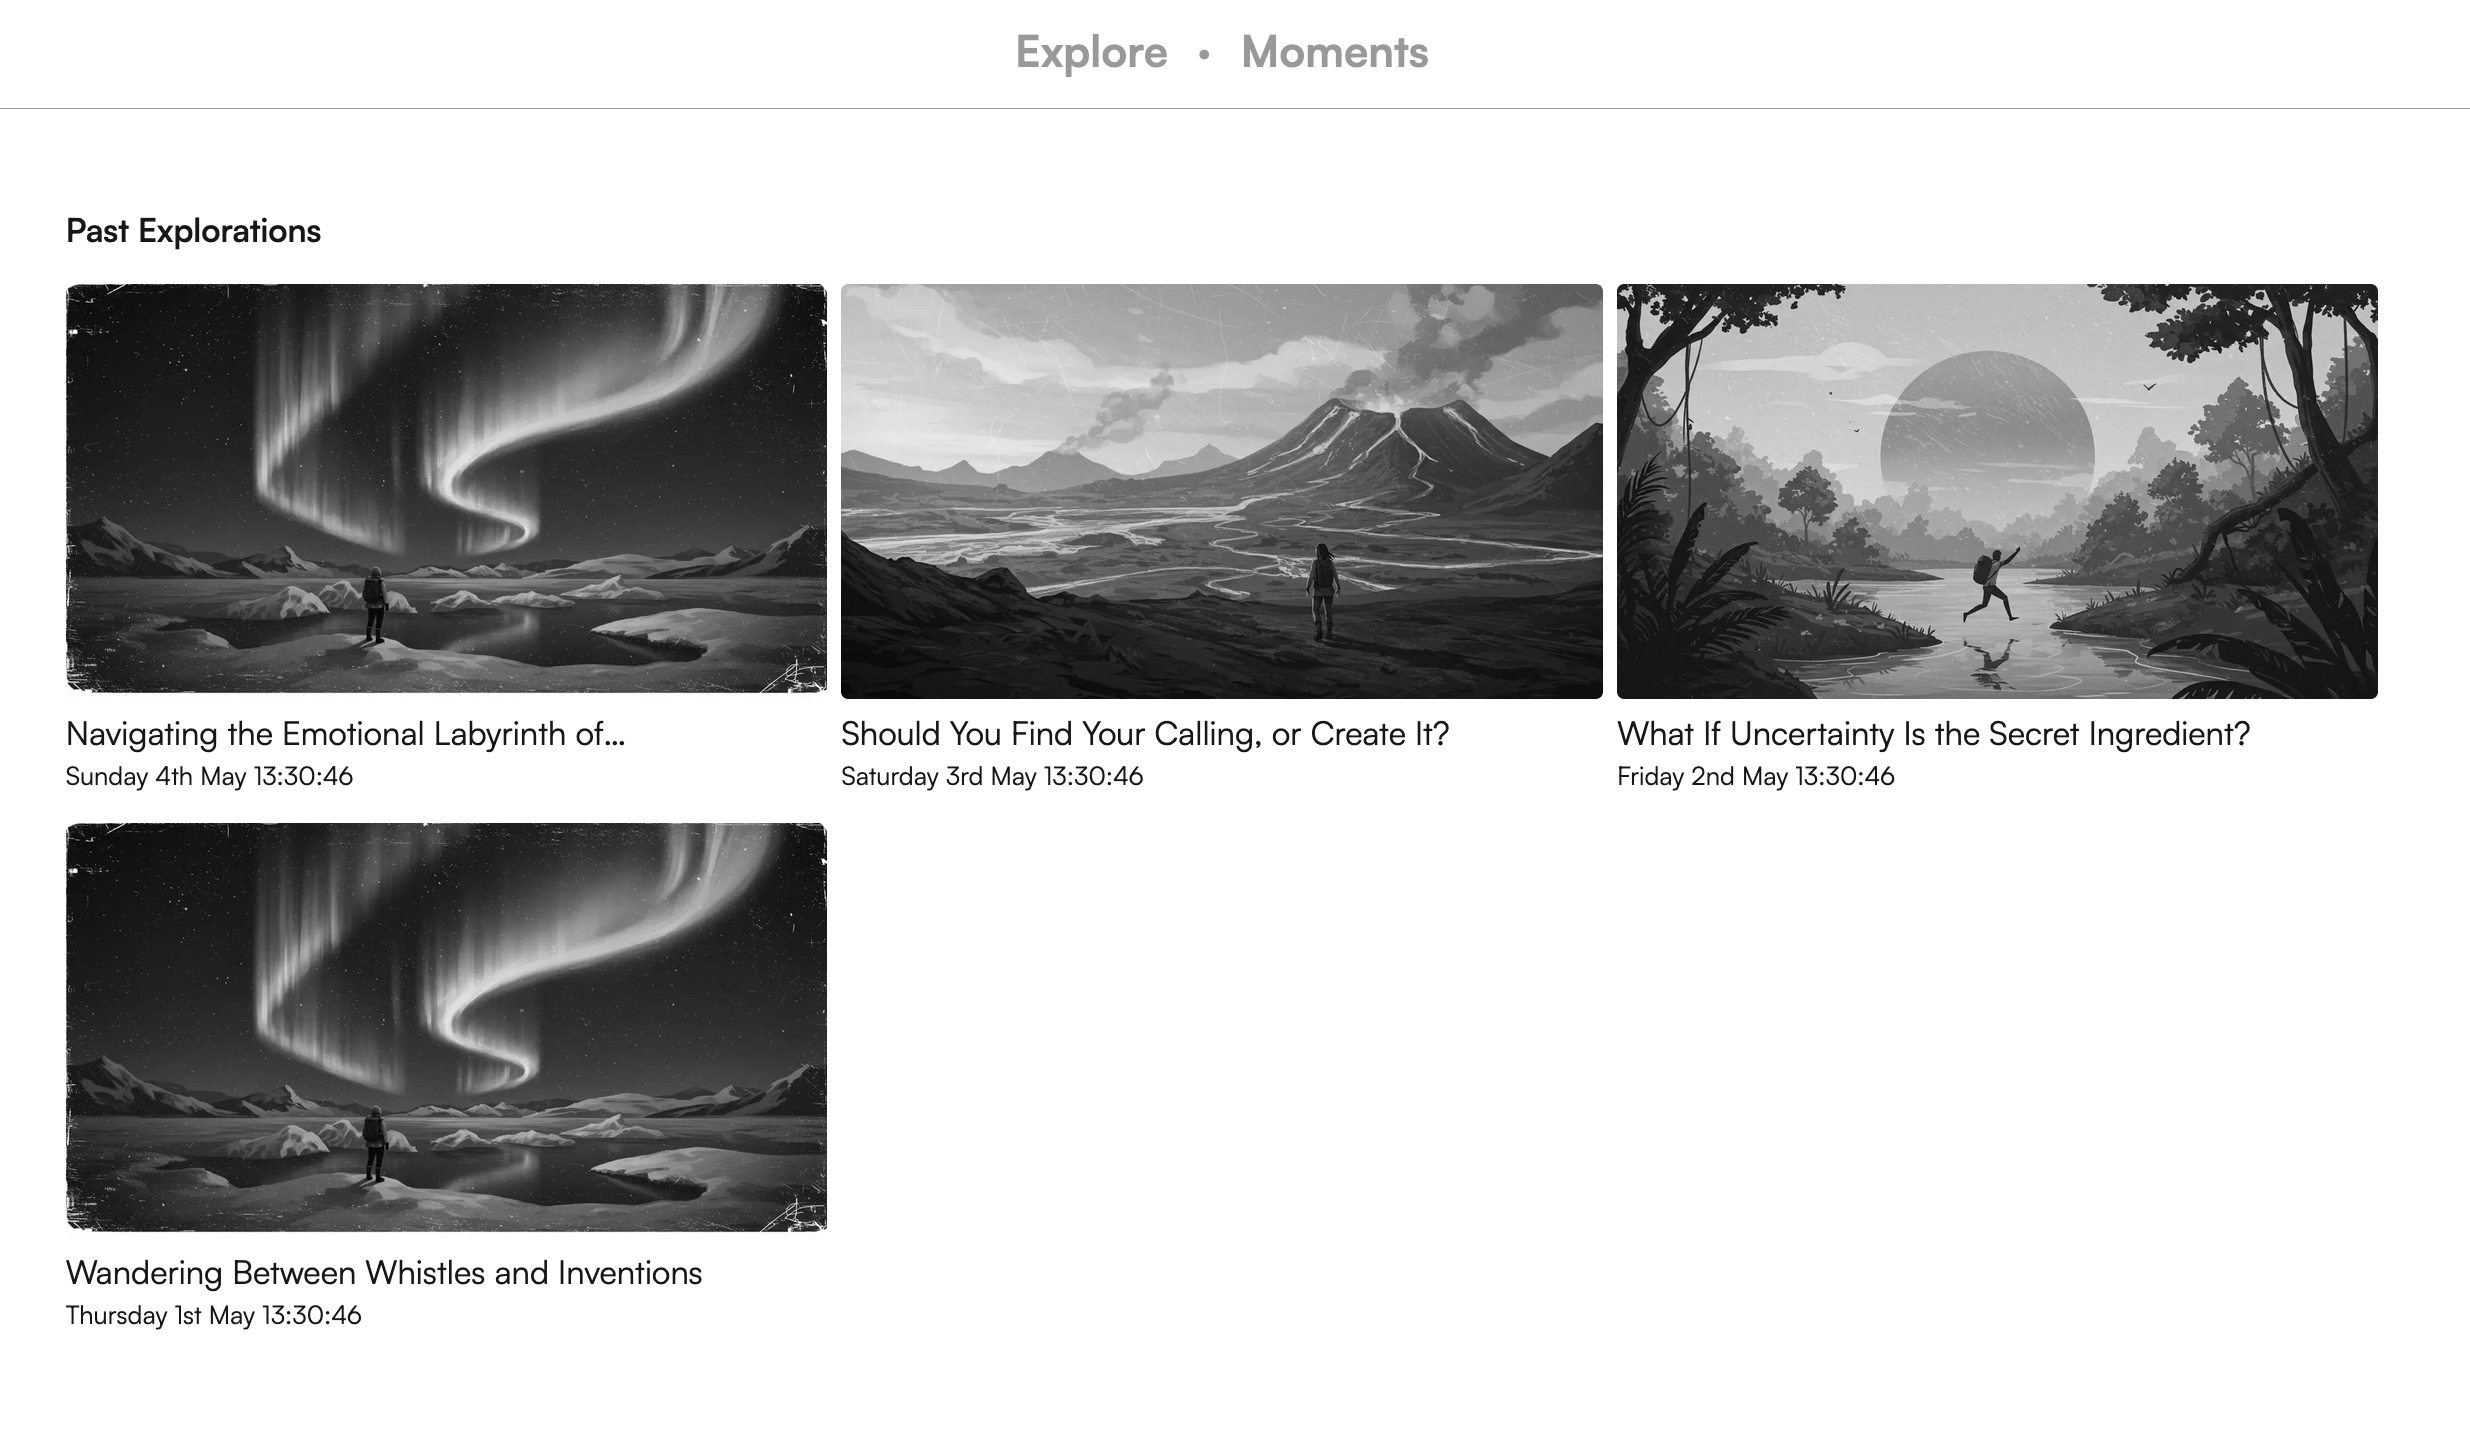 Explore • Moments
Past Explorations
Navigating the Emotional Labyrinth of...
Sunday 4th May 13:30:46
Should You Find Your Calling, or Create It?
Saturday 3rd May 13:30:46
What If Uncertainty Is the Secret Ingredient?
Friday 2nd May 13:30:46
Wandering Between Whistles and Inventions
Thursday 1st May 13:30:46